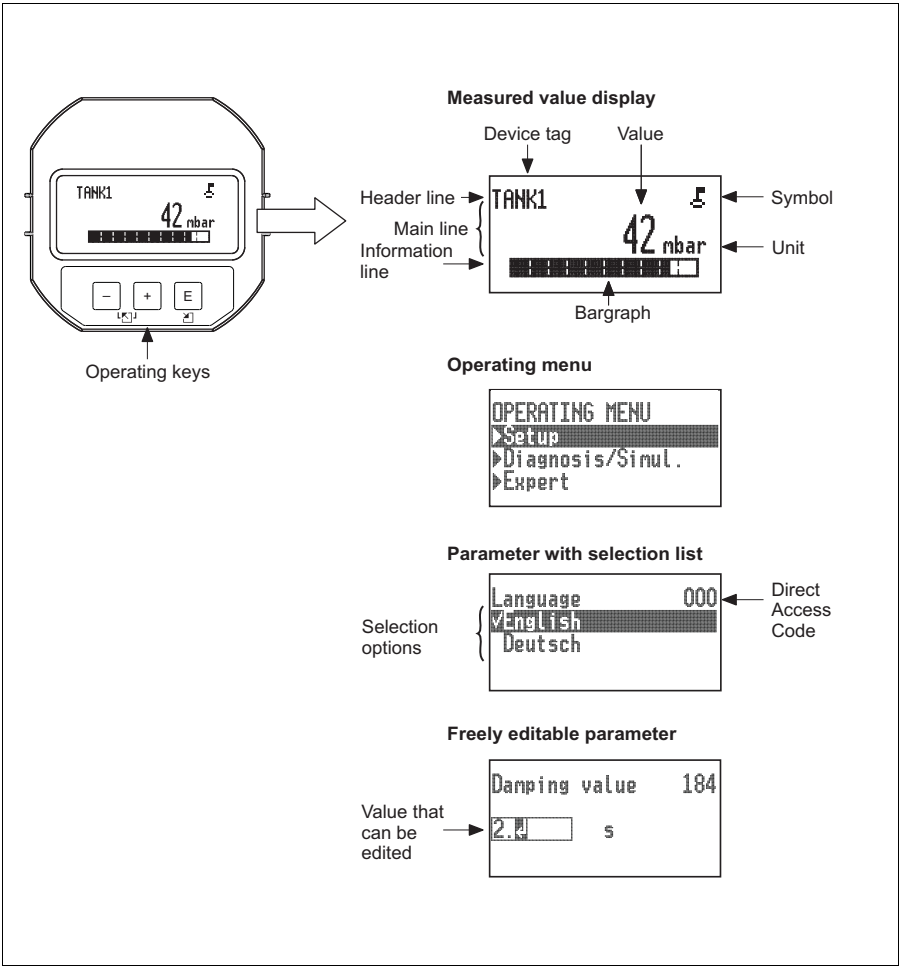 Measured value display
Device tag
Value
Header line
Main line
Information
line
TANK1
42 mbar
Symbol
Unit
Bargraph
TANK1
42 mbar
– + E
Operating keys
Operating menu
OPERATING MENU
Setup
Diagnosis/Simul.
Expert
Parameter with selection list
Selection
options
Language 000
English
Deutsch
Direct
Access
Code
Freely editable parameter
Value that
can be
edited
Damping value 184
2. s